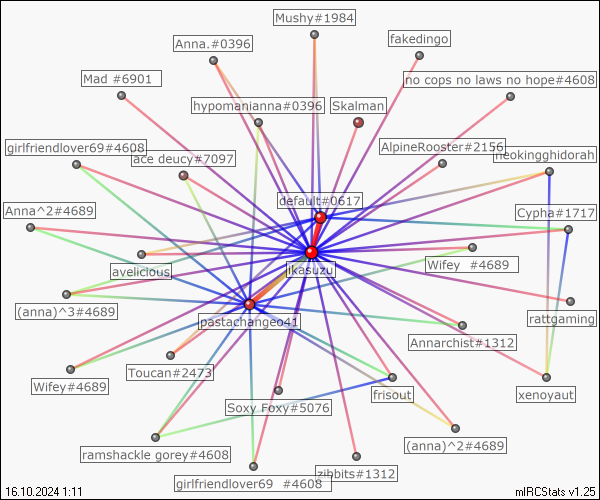 Mushy#1984
Anna.#0396
fakedingo
Mad #6901
no cops no laws no hope#4608
hypomanianna#0396
Skalman
girlfriendlover69#4608
AlpineRooster#2156
ace deucy#7097
neokingghidorah
default#0617
Anna^2#4689
Cypha#1717
avelicious
ikasuzu
Wifey #4689
(anna)^3#4689
pastachangeo41
rattgaming
Annarchist#1312
Wifey#4689
Toucan#2473
frisout
xenoyaut
Soxy Foxy#5076
(anna)^2#4689
ramshackle gorey#4608
zibbits#1312
girlfriendlover69 #4608
16.10.2024 1:11
mIRCStats v1.25